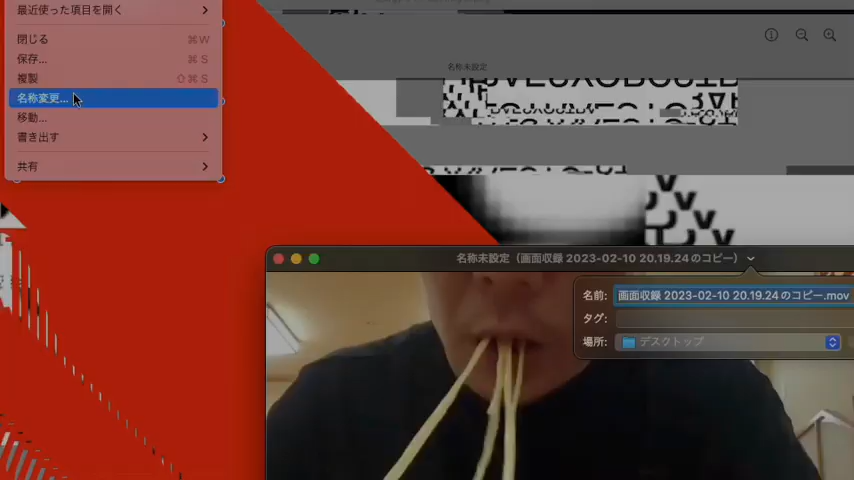 最近使った項目を開く
閉じる ⌘W
保存... ⌘S
複製 ⇧⌘S
名称変更...
移動...
書き出す
共有
名称未設定
名称未設定（画面収録 2023-02-10 20.19.24のコピー）
名前: 画面収録 2023-02-10 20.19.24のコピー.mov
タグ:
場所: デスクトップ